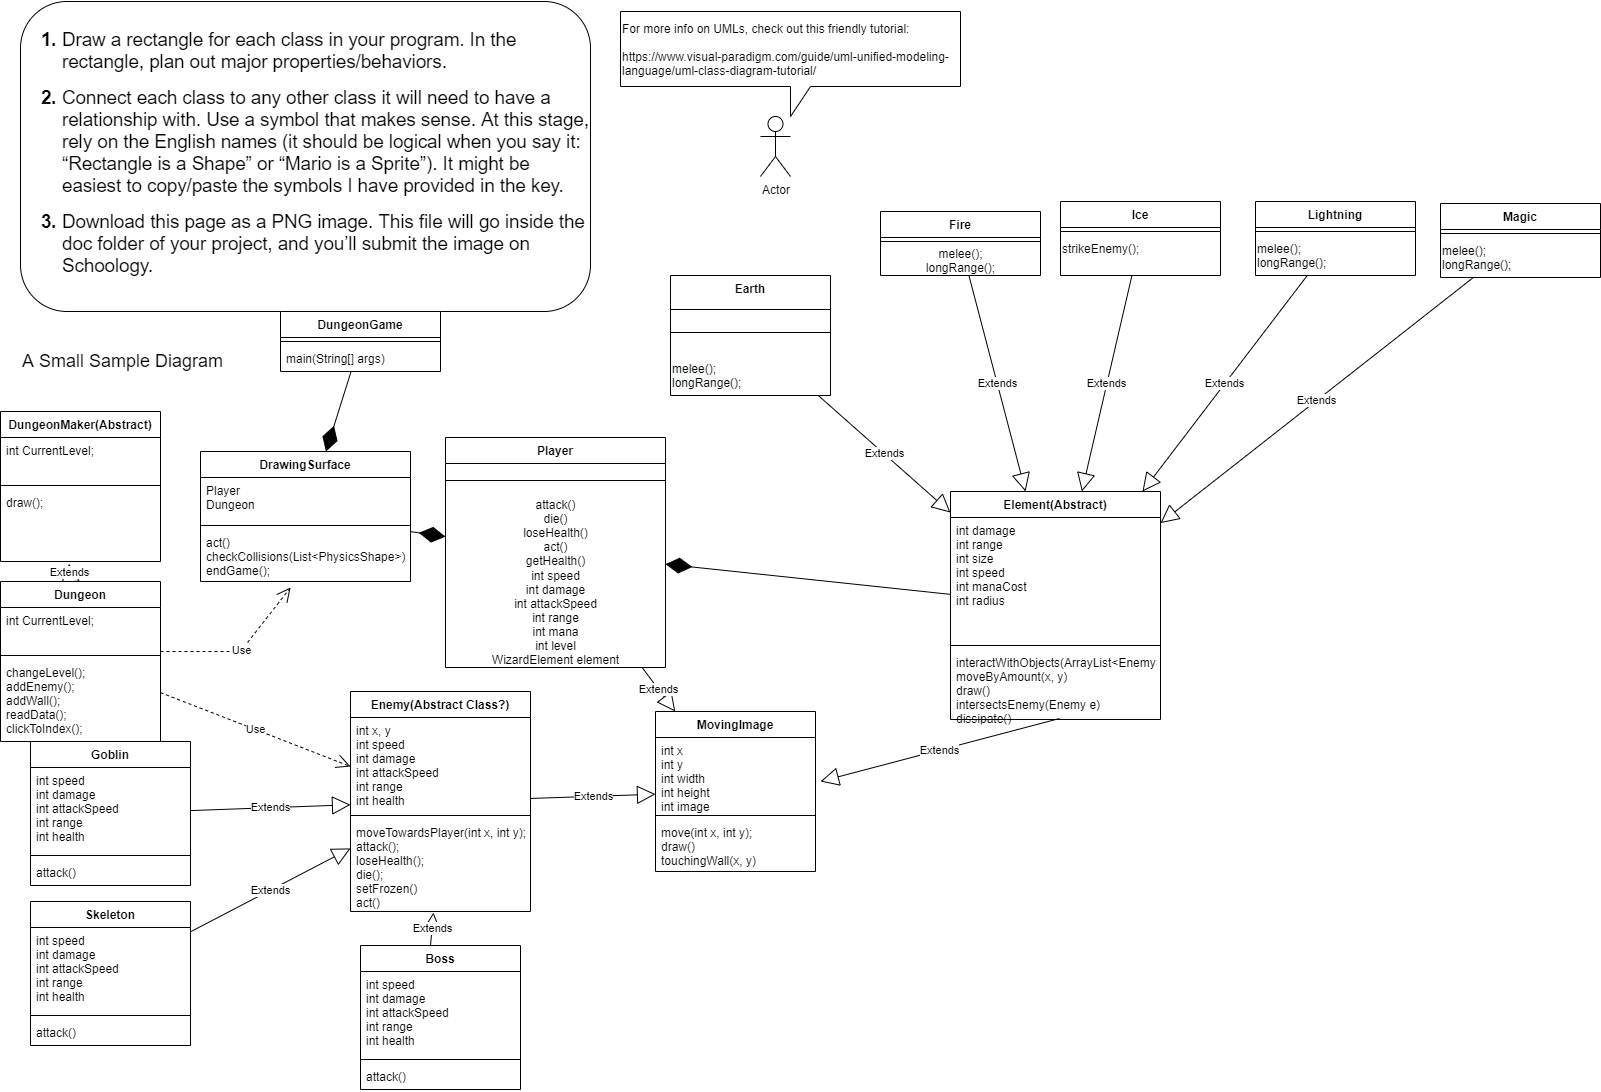 1. Draw a rectangle for each class in your program. In the
rectangle, plan out major properties/behaviors.
2. Connect each class to any other class it will need to have a
relationship with. Use a symbol that makes sense. At this stage,
rely on the English names (it should be logical when you say it:
“Rectangle is a Shape” or “Mario is a Sprite”). It might be
easiest to copy/paste the symbols I have provided in the key.
3. Download this page as a PNG image. This file will go inside the
doc folder of your project, and you’ll submit the image on
Schoology.
For more info on UMLs, check out this friendly tutorial:
https://www.visual-paradigm.com/guide/uml-unified-modeling-
language/uml-class-diagram-tutorial/
Actor
Fire
melee();
longRange();
Ice
strikeEnemy();
Lightning
melee();
longRange();
Magic
melee();
longRange();
Earth
melee();
longRange();
Extends
Extends
Extends
Extends
Extends
DungeonGame
main(String[] args)
A Small Sample Diagram
DungeonMaker(Abstract)
int CurrentLevel;
draw();
Extends
Dungeon
int CurrentLevel;
changeLevel();
addEnemy();
addWall();
readData();
clickToIndex();
DrawingSurface
Player
Dungeon
act()
checkCollisions(List<PhysicsShape>)
endGame();
Use
Use
Player
attack()
die()
loseHealth()
act()
getHealth()
int speed
int damage
int attackSpeed
int range
int mana
int level
WizardElement element
Extends
Element(Abstract)
int damage
int range
int size
int speed
int manaCost
int radius
interactWithObjects(ArrayList<Enemy
moveByAmount(x, y)
draw()
intersectsEnemy(Enemy e)
dissipate()
Extends
Enemy(Abstract Class?)
int x, y
int speed
int damage
int attackSpeed
int range
int health
moveTowardsPlayer(int x, int y);
attack();
loseHealth();
die();
setFrozen()
act()
Extends
MovingImage
int x
int y
int width
int height
int image
move(int x, int y);
draw()
touchingWall(x, y)
Goblin
int speed
int damage
int attackSpeed
int range
int health
attack()
Extends
Skeleton
int speed
int damage
int attackSpeed
int range
int health
attack()
Extends
Extends
Boss
int speed
int damage
int attackSpeed
int range
int health
attack()